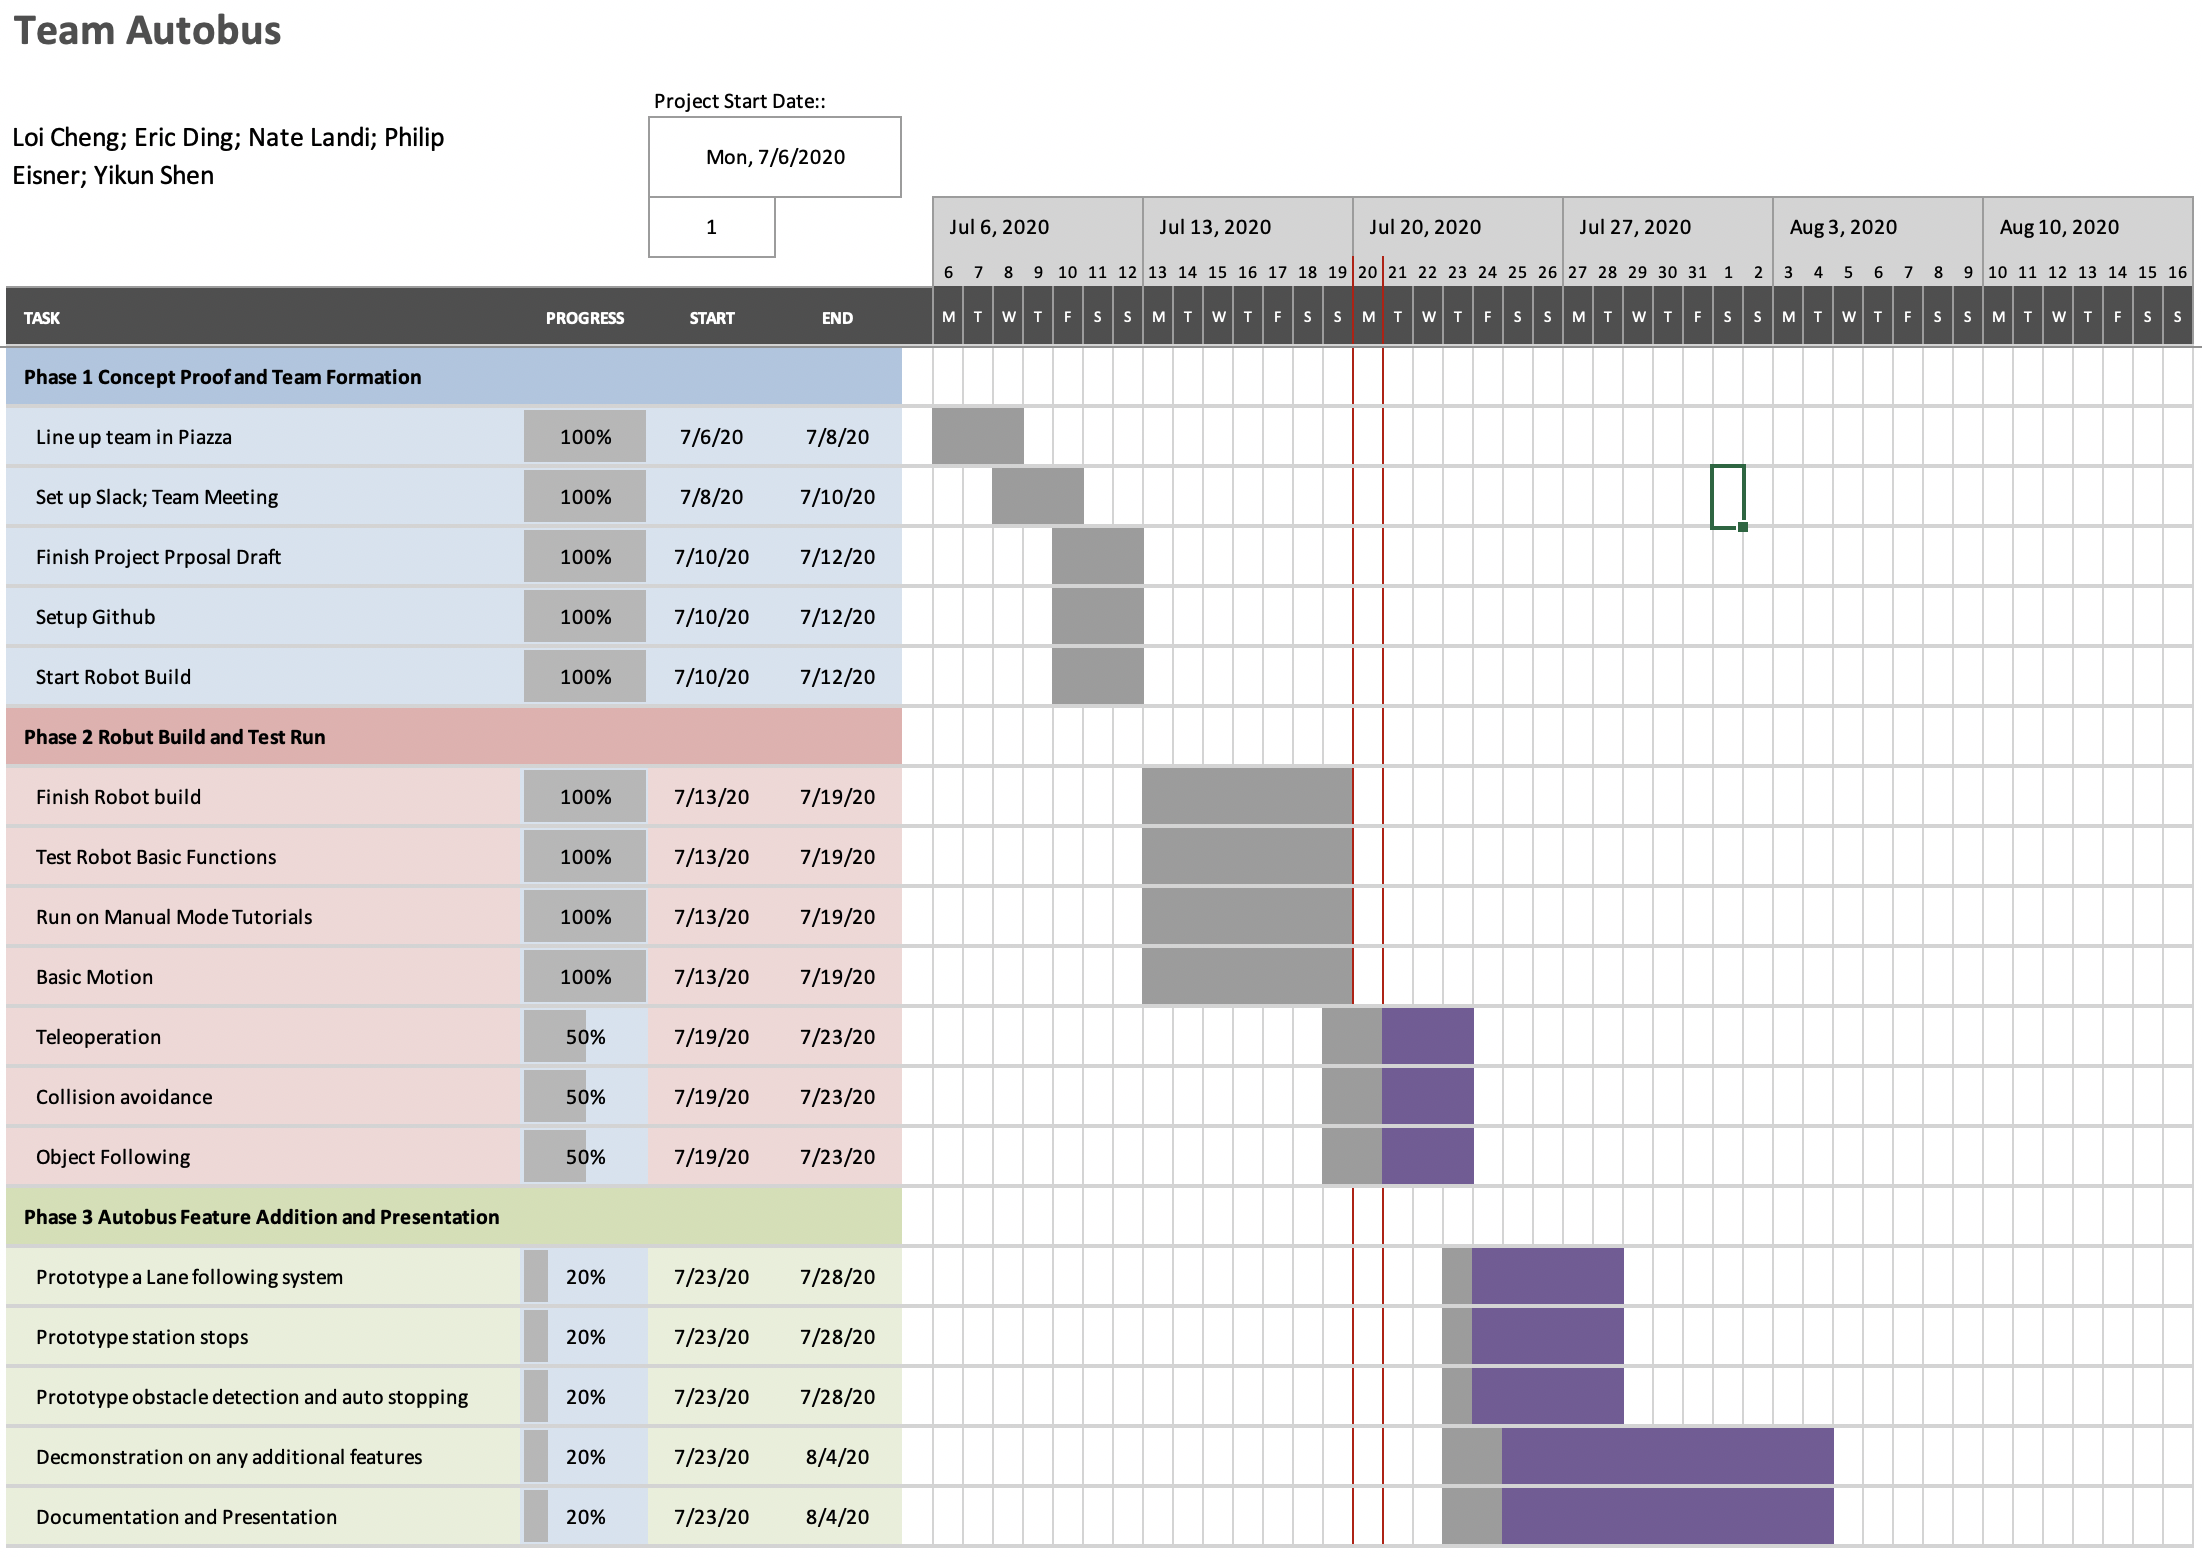 Team Autobus
Project Start Date::
Loi Cheng; Eric Ding; Nate Landi; Philip
Eisner; Yikun Shen
Mon, 7/6/2020
1
Jul 6, 2020 Jul 13, 2020 Jul 20, 2020 Jul 27, 2020 Aug 3, 2020 Aug 10, 2020
6 7 8 9 10 11 12 13 14 15 16 17 18 19 20 21 22 23 24 25 26 27 28 29 30 31 1 2 3 4 5 6 7 8 9 10 11 12 13 14 15 16
TASK PROGRESS START END M T W T F S S M T W T F S S M T W T F S S M T W T F S S M T W T F S S M T W T F S S
Phase 1 Concept Proof and Team Formation
Line up team in Piazza 100% 7/6/20 7/8/20
Set up Slack; Team Meeting 100% 7/8/20 7/10/20
Finish Project Prposal Draft 100% 7/10/20 7/12/20
Setup Github 100% 7/10/20 7/12/20
Start Robot Build 100% 7/10/20 7/12/20
Phase 2 Robut Build and Test Run
Finish Robot build 100% 7/13/20 7/19/20
Test Robot Basic Functions 100% 7/13/20 7/19/20
Run on Manual Mode Tutorials 100% 7/13/20 7/19/20
Basic Motion 100% 7/13/20 7/19/20
Teleoperation 50% 7/19/20 7/23/20
Collision avoidance 50% 7/19/20 7/23/20
Object Following 50% 7/19/20 7/23/20
Phase 3 Autobus Feature Addition and Presentation
Prototype a Lane following system 20% 7/23/20 7/28/20
Prototype station stops 20% 7/23/20 7/28/20
Prototype obstacle detection and auto stopping 20% 7/23/20 7/28/20
Decmonstration on any additional features 20% 7/23/20 8/4/20
Documentation and Presentation 20% 7/23/20 8/4/20